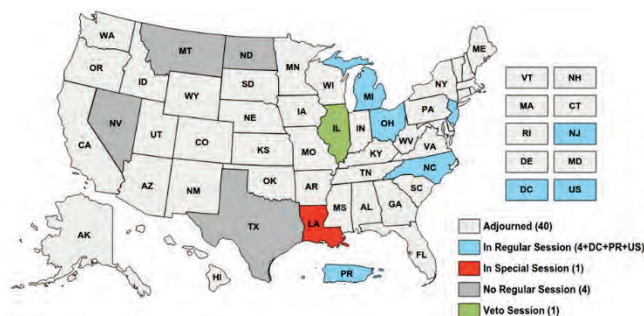 WA
MT
ND
MN
ME
OR
ID
SD
WI
MI
NY
VT
NH
WY
NE
IA
PA
MA
CT
NV
UT
CO
IL
IN
OH
RI
NJ
CA
KS
MO
KY
WV
VA
DE
MD
AZ
NM
OK
AR
TN
NC
DC
US
TX
LA
MS
AL
GA
SC
AK
HI
FL
PR
Adjourned (40)
In Regular Session (4+DC+PR+US)
In Special Session (1)
No Regular Session (4)
Veto Session (1)